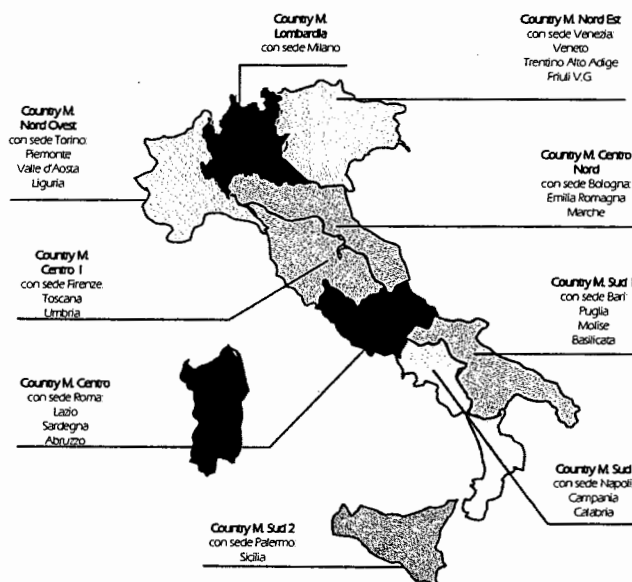 Country M.
Lombardia
con sede Milano
Country M. Nord Est
con sede Venezia:
Veneto
Trentino Alto Adige
Friuli V.G
Country M.
Nord Ovest
con sede Torino:
Piemonte
Valle d'Aosta
Liguria
Country M. Centro
Nord
con sede Bologna:
Emilia Romagna
Marche
Country M.
Centro 1
con sede Firenze:
Toscana
Umbria
Country M. Sud 1
con sede Bari:
Puglia
Molise
Basilicata
Country M. Centro
con sede Roma:
Lazio
Sardegna
Abruzzo
Country M. Sud
con sede Napoli:
Campania
Calabria
Country M. Sud 2
con sede Palermo:
Sicilia